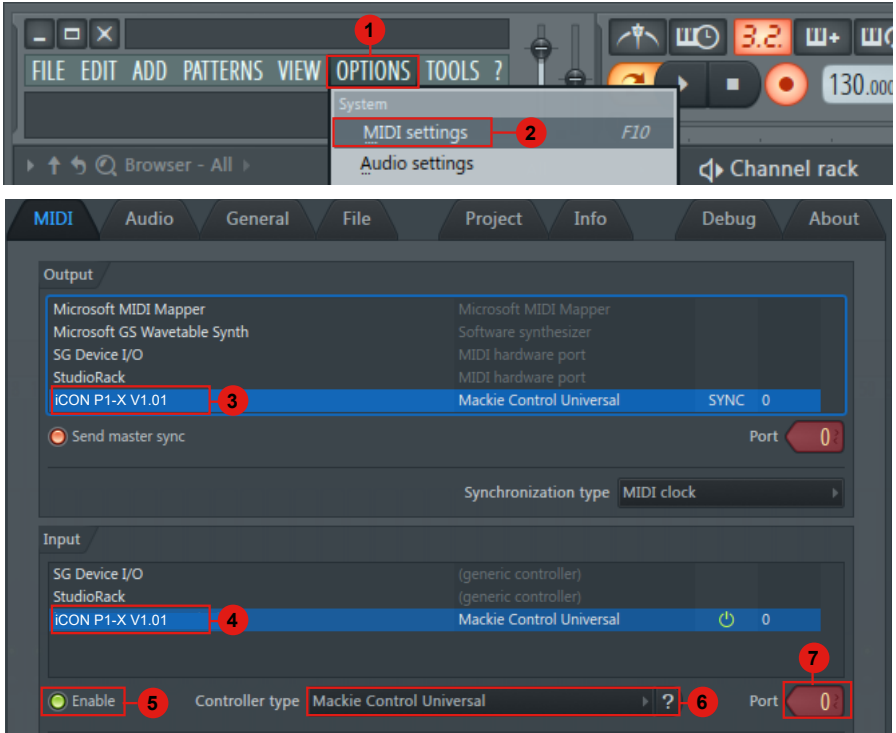 1
3.2.
FILE EDIT ADD PATTERNS VIEW OPTIONS TOOLS ?
130.000
System
MIDI settings 2 F10
Browser - All
Audio settings
Channel rack
MIDI Audio General File Project Info Debug About
Output
Microsoft MIDI Mapper Microsoft MIDI Mapper
Microsoft GS Wavetable Synth Software synthesizer
SG Device I/O MIDI hardware port
StudioRack MIDI hardware port
iCON P1-X V1.01 3 Mackie Control Universal SYNC 0
Send master sync Port 0
Synchronization type MIDI clock
Input
SG Device I/O (generic controller)
StudioRack (generic controller)
iCON P1-X V1.01 4 Mackie Control Universal 0
7
Enable 5 Controller type Mackie Control Universal ? 6 Port 0